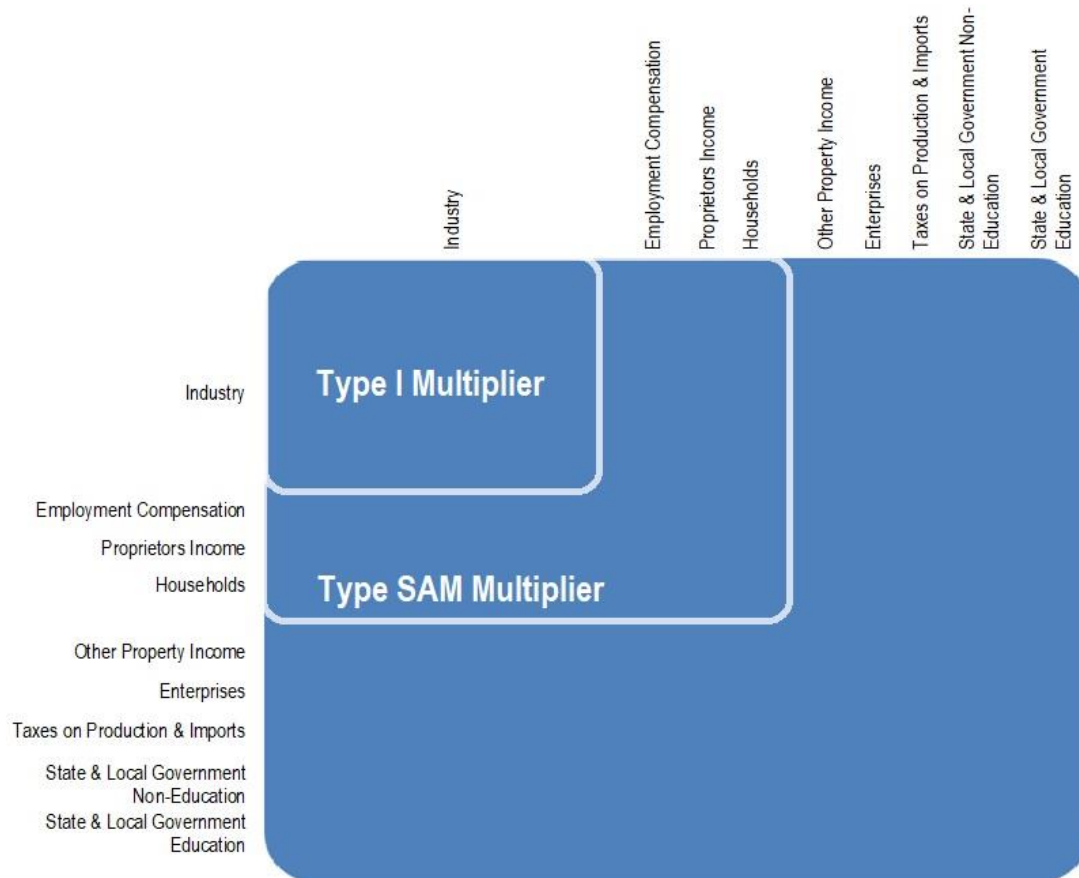 Industry
Employment Compensation
Proprietors Income
Households
Other Property Income
Enterprises
Taxes on Production & Imports
State & Local Government Non-
Education
State & Local Government
Education
Industry
Type I Multiplier
Employment Compensation
Proprietors Income
Households
Type SAM Multiplier
Other Property Income
Enterprises
Taxes on Production & Imports
State & Local Government
Non-Education
State & Local Government
Education